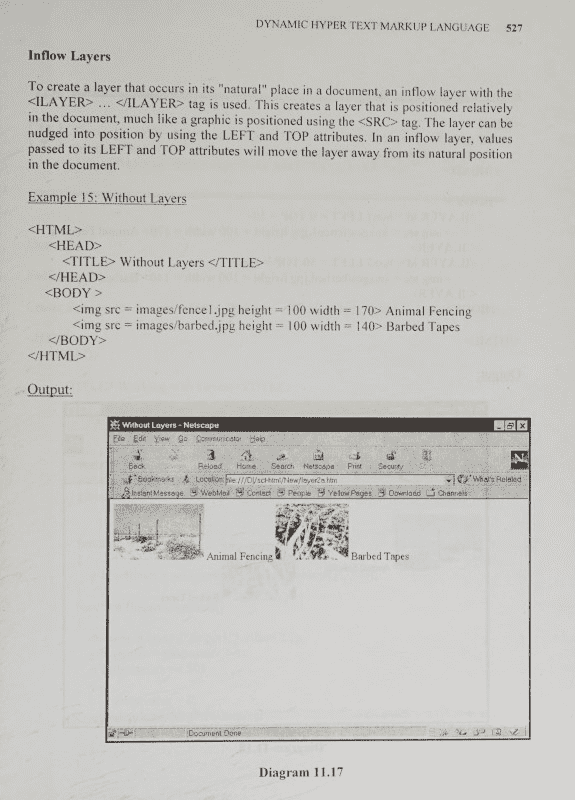 DYNAMIC HYPER TEXT MARKUP LANGUAGE 527
Inflow Layers
To create a layer that occurs in its "natural" place in a document, an inflow layer with the
<ILAYER> ... </ILAYER> tag is used. This creates a layer that is positioned relatively
in the document, much like a graphic is positioned using the <SRC> tag. The layer can be
nudged into position by using the LEFT and TOP attributes. In an inflow layer, values
passed to its LEFT and TOP attributes will move the layer away from its natural position
in the document.
Example 15: Without Layers
<HTML>
<HEAD>
<TITLE> Without Layers </TITLE>
</HEAD>
<BODY >
<img src = images/fence1.jpg height = 100 width = 170> Animal Fencing
<img src = images/barbed.jpg height = 100 width = 140> Barbed Tapes
</BODY>
</HTML>
Output:
Without Layers - Netscape
File Edit View Go Communicator Help
Back Reload Home Search Netscape Print Security
Bookmarks Location: What's Related
Instant Message WebMail Contact People Yellow Pages Download Channels
Animal Fencing Barbed Tapes
Document Done
Diagram 11.17